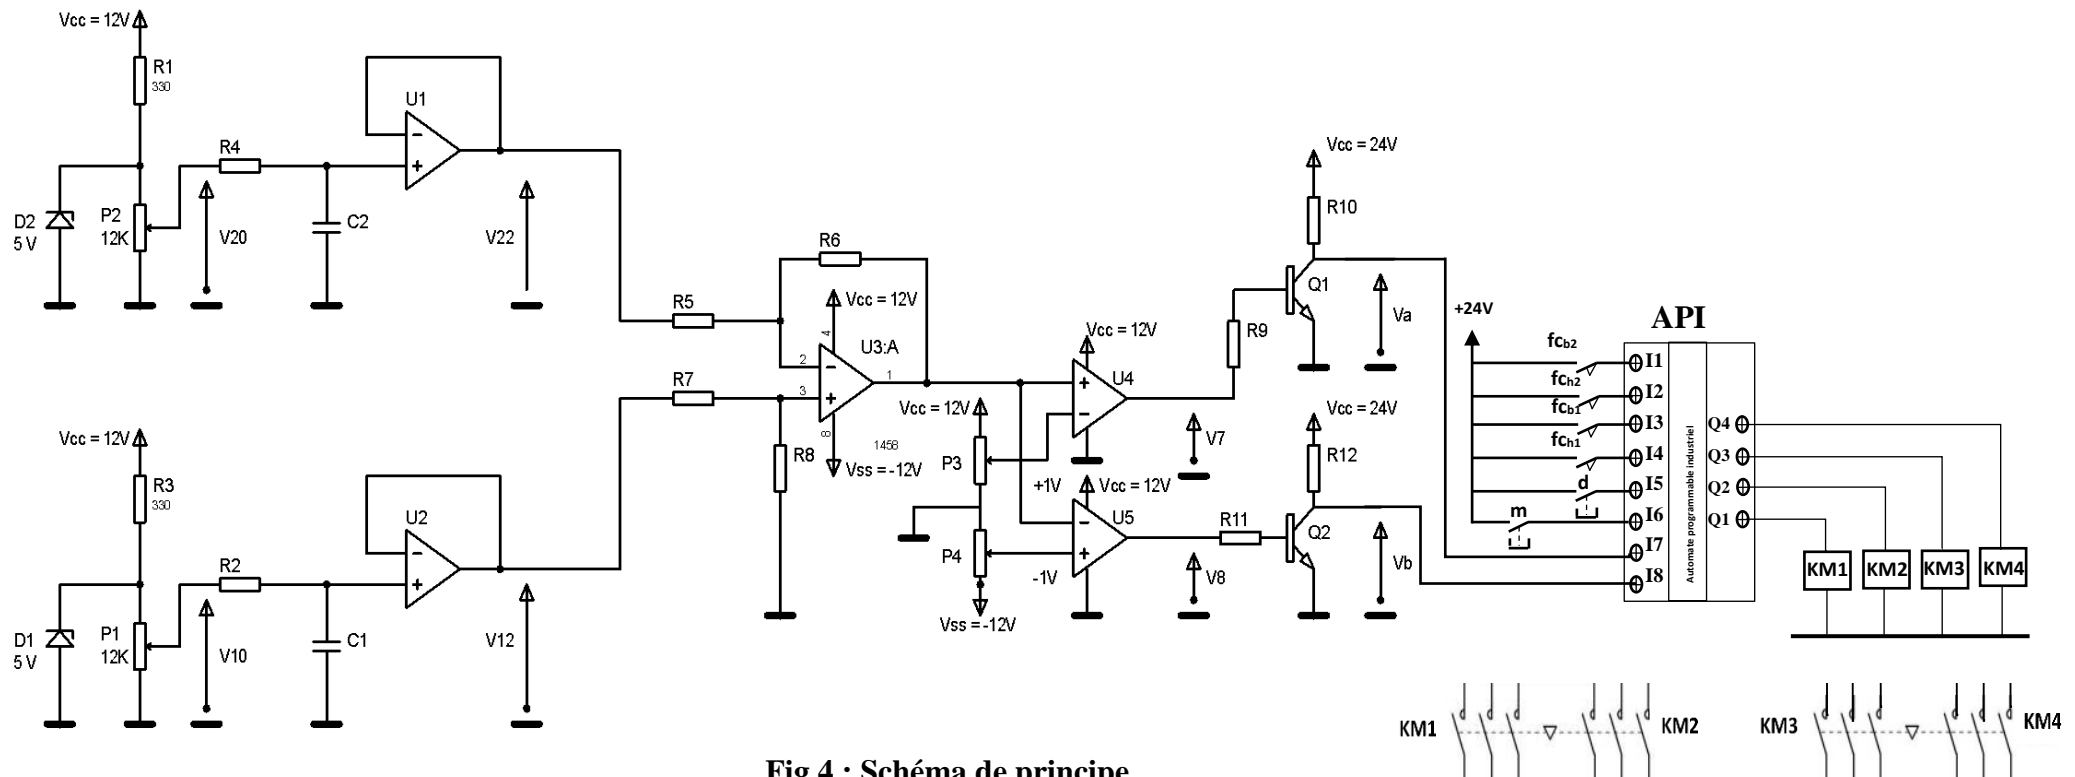 Vcc = 12V
R1
330
U1
R4
D2
5 V
P2
12K
V20
C2
V22
Vcc = 12V
R3
330
U2
R2
D1
5 V
P1
12K
V10
C1
V12
R6
R5
Vcc = 12V
4
U3:A
2
1
3
8
1458
Vss = -12V
R7
R8
Vcc = 12V
P3
P4
+1V
-1V
Vss = -12V
Vcc = 12V
U4
Vcc = 12V
U5
V7
V8
R9
R11
Vcc = 24V
R10
Q1
Va
Vcc = 24V
R12
Q2
Vb
+24V
API
fcb2
I1
fch2
I2
fcb1
I3
fch1
I4
d
I5
m
I6
I7
I8
Automate programmable industriel
Q4
Q3
Q2
Q1
KM1
KM2
KM3
KM4
KM1
KM2
KM3
KM4
Fig 4 : Schéma de principe